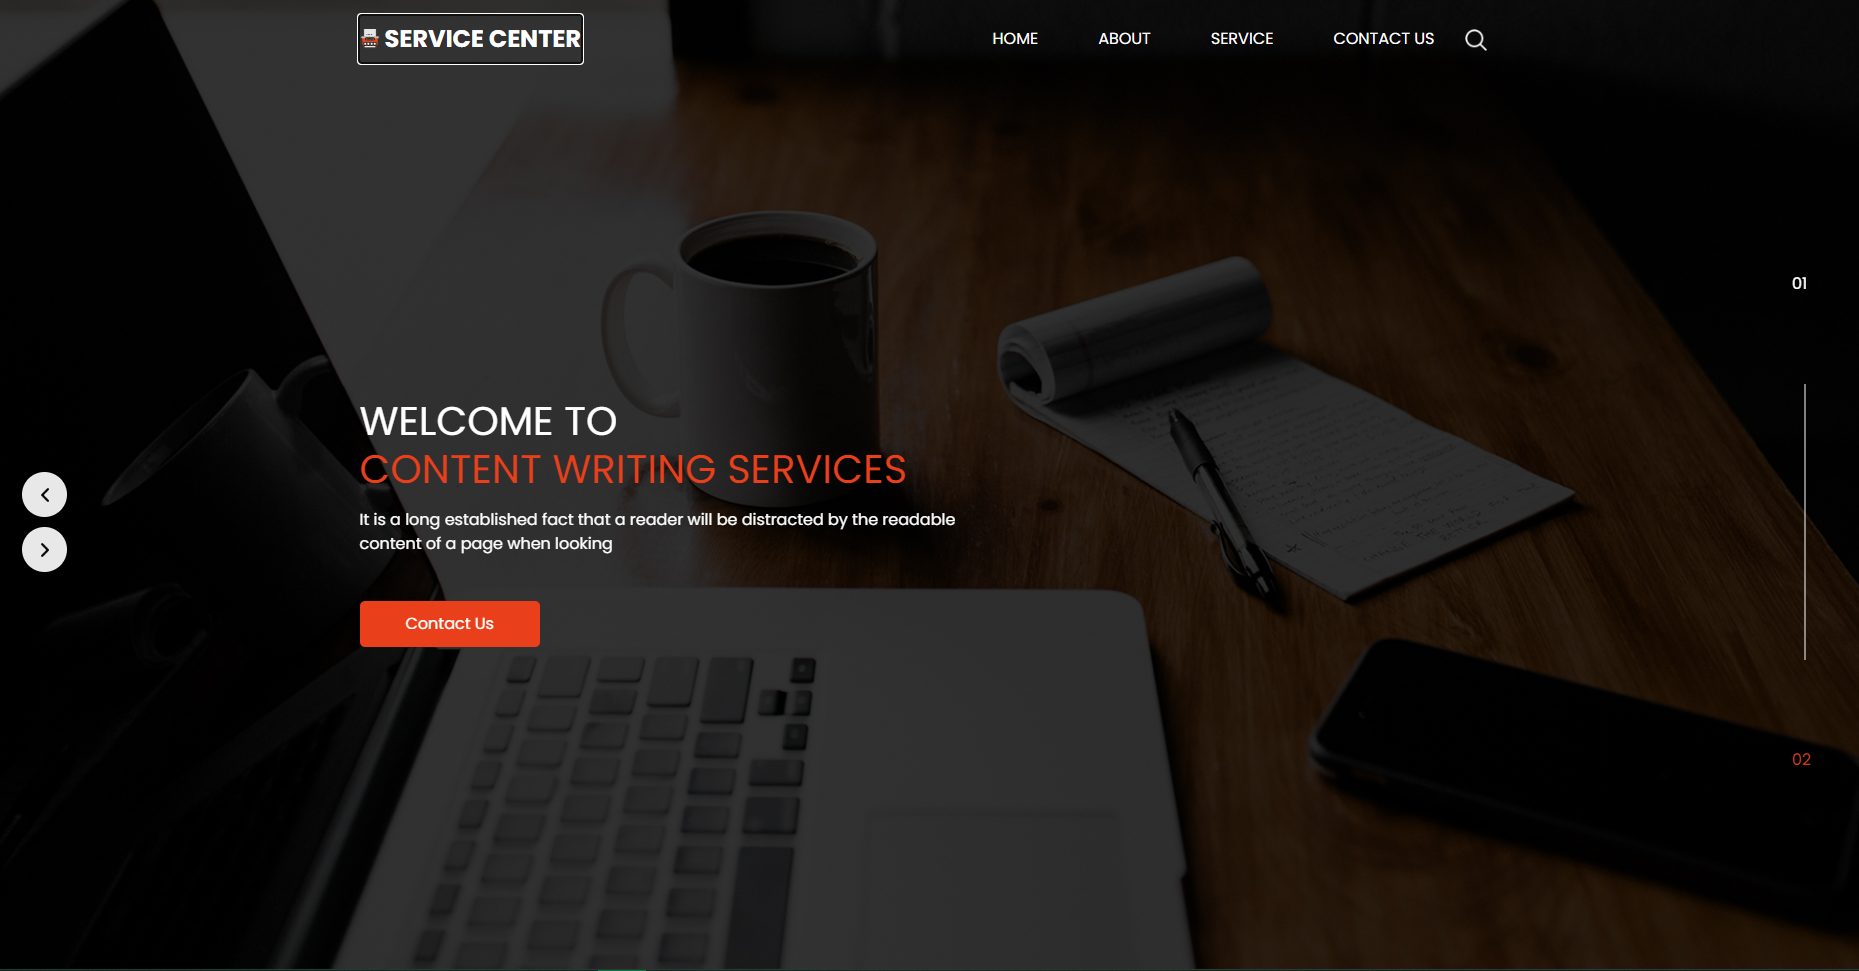 SERVICE CENTER
HOME ABOUT SERVICE CONTACT US
01
WELCOME TO
CONTENT WRITING SERVICES
It is a long established fact that a reader will be distracted by the readable
content of a page when looking
Contact Us
02